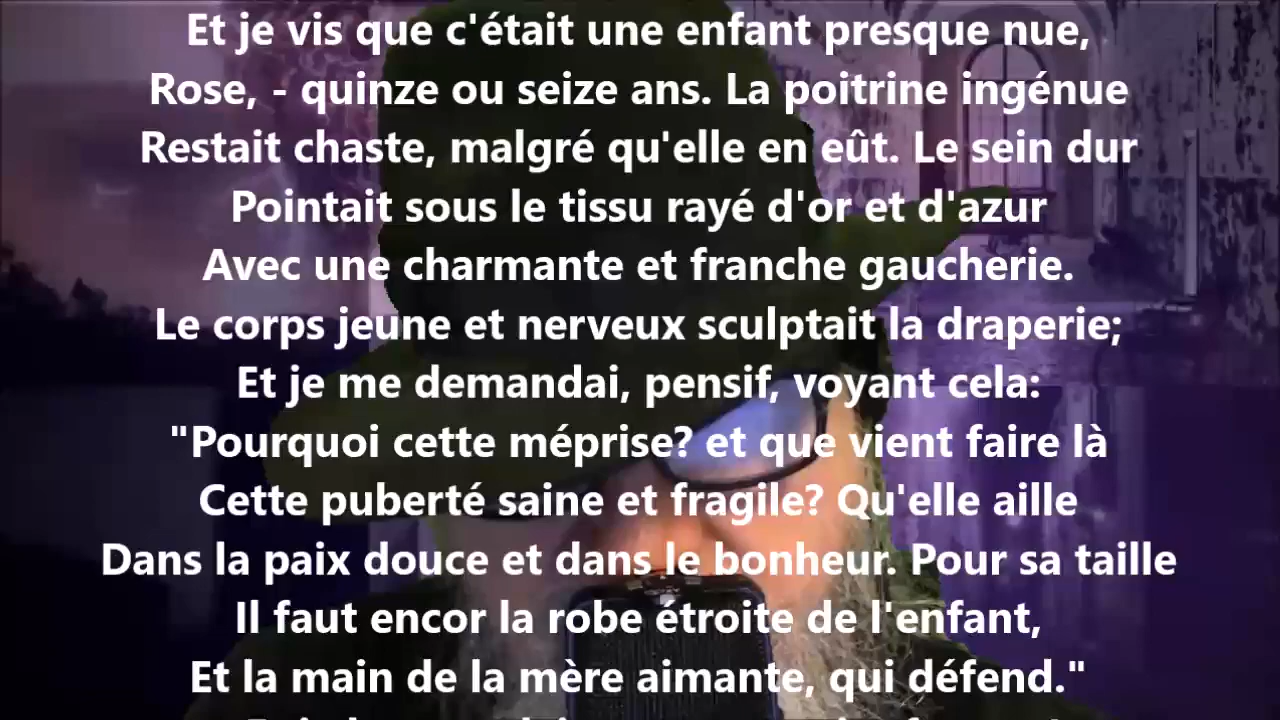 Et je vis que c'était une enfant presque nue,
Rose, - quinze ou seize ans. La poitrine ingénue
Restait chaste, malgré qu'elle en eût. Le sein dur
Pointait sous le tissu rayé d'or et d'azur
Avec une charmante et franche gaucherie.
Le corps jeune et nerveux sculptait la draperie;
Et je me demandai, pensif, voyant cela:
"Pourquoi cette méprise? et que vient faire là
Cette puberté saine et fragile? Qu'elle aille
Dans la paix douce et dans le bonheur. Pour sa taille
Il faut encor la robe étroite de l'enfant,
Et la main de la mère aimante, qui défend."